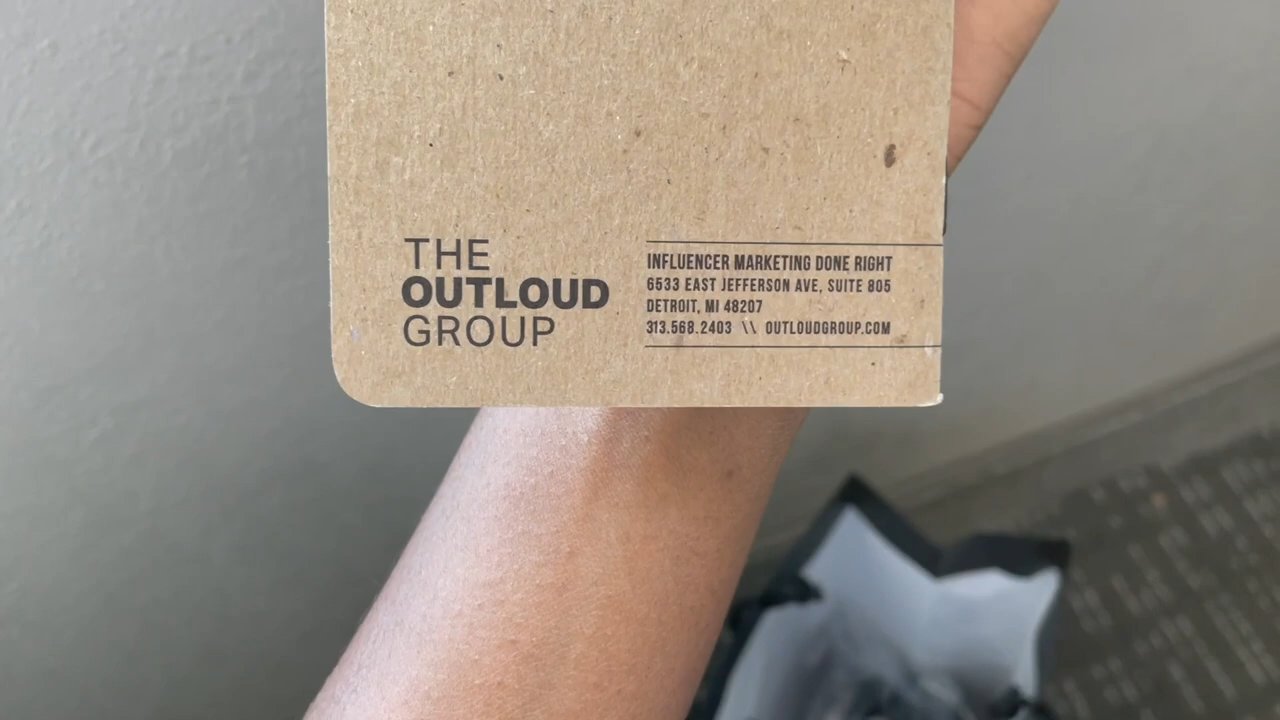 THE
OUTLOUD
GROUP
INFLUENCER MARKETING DONE RIGHT
6533 EAST JEFFERSON AVE, SUITE 805
DETROIT, MI 48207
313.568.2403 \\ OUTLOUDGROUP.COM